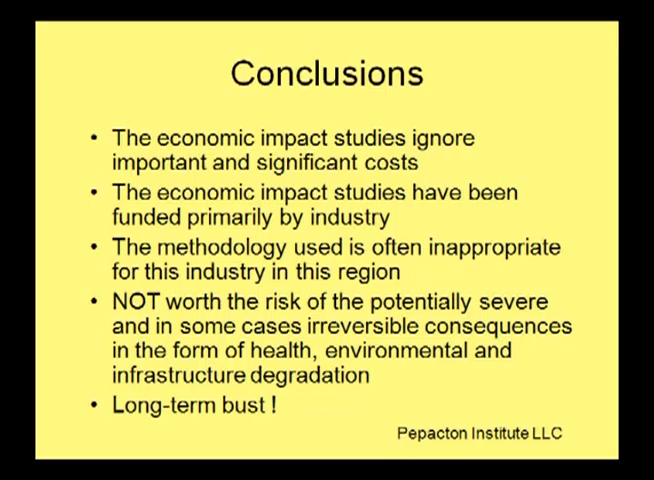 Conclusions
• The economic impact studies ignore
important and significant costs
• The economic impact studies have been
funded primarily by industry
• The methodology used is often inappropriate
for this industry in this region
• NOT worth the risk of the potentially severe
and in some cases irreversible consequences
in the form of health, environmental and
infrastructure degradation
• Long-term bust !
Pepacton Institute LLC